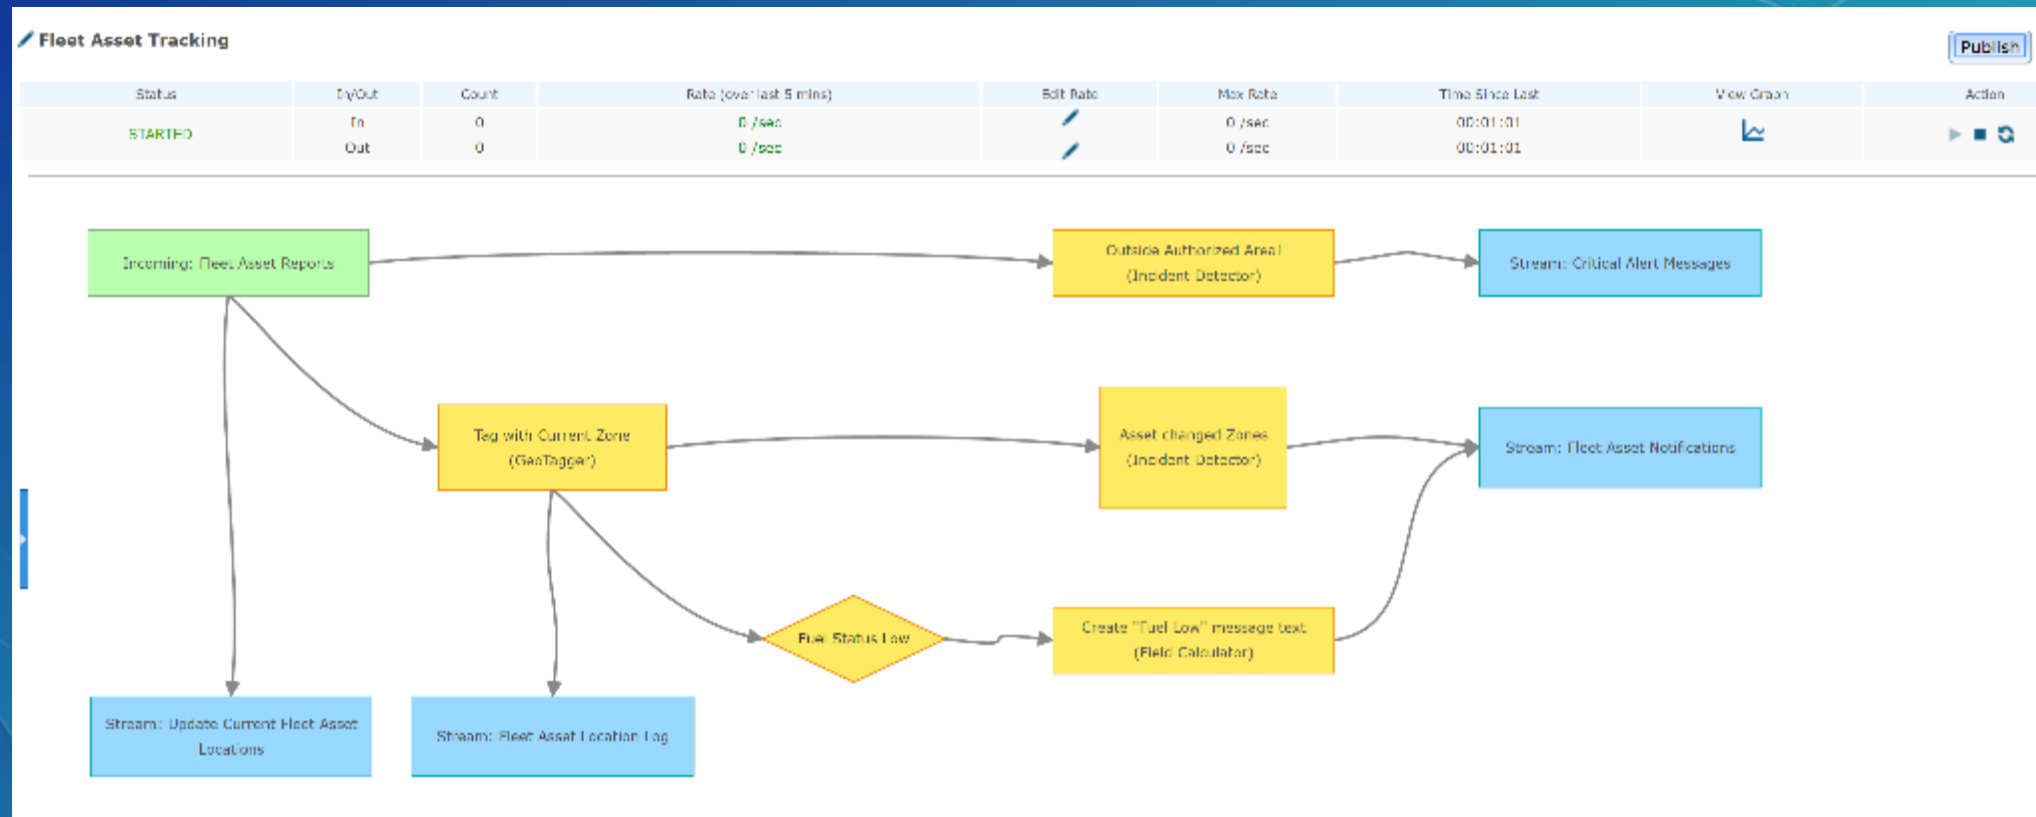 Fleet Asset Tracking
Publish
Status In/Out Count Rate (over last 5 mins) Edit Rate Max Rate Time Since Last View Graph Action
STARTED
In 0 0 /sec 0 /sec 00:01:01
Out 0 0 /sec 0 /sec 00:01:01
Incoming: Fleet Asset Reports
Outside Authorized Area!
(Incident Detector)
Stream: Critical Alert Messages
Tag with Current Zone
(GeoTagger)
Asset changed Zones
(Incident Detector)
Stream: Fleet Asset Notifications
Fuel Status Low
Create "Fuel Low" message text
(Field Calculator)
Stream: Update Current Fleet Asset
Locations
Stream: Fleet Asset Location Log